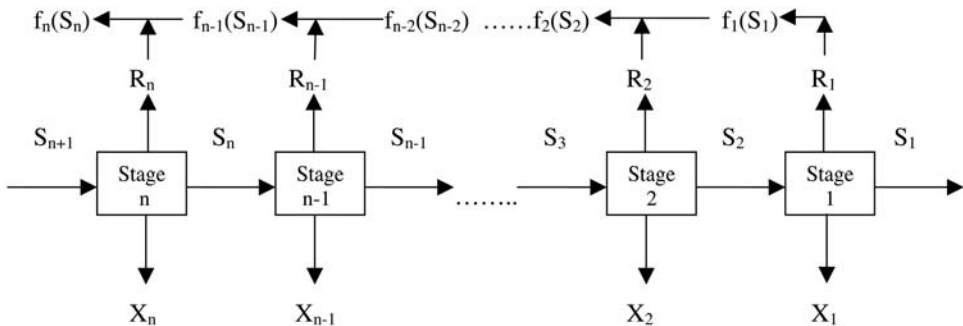 fₙ(Sₙ) fₙ₋₁(Sₙ₋₁) fₙ₋₂(Sₙ₋₂) ......f₂(S₂) f₁(S₁)
Rₙ Rₙ₋₁ R₂ R₁
Sₙ₊₁ Sₙ Sₙ₋₁ S₃ S₂ S₁
Stage Stage Stage Stage
n n-1 ........ 2 1
Xₙ Xₙ₋₁ X₂ X₁